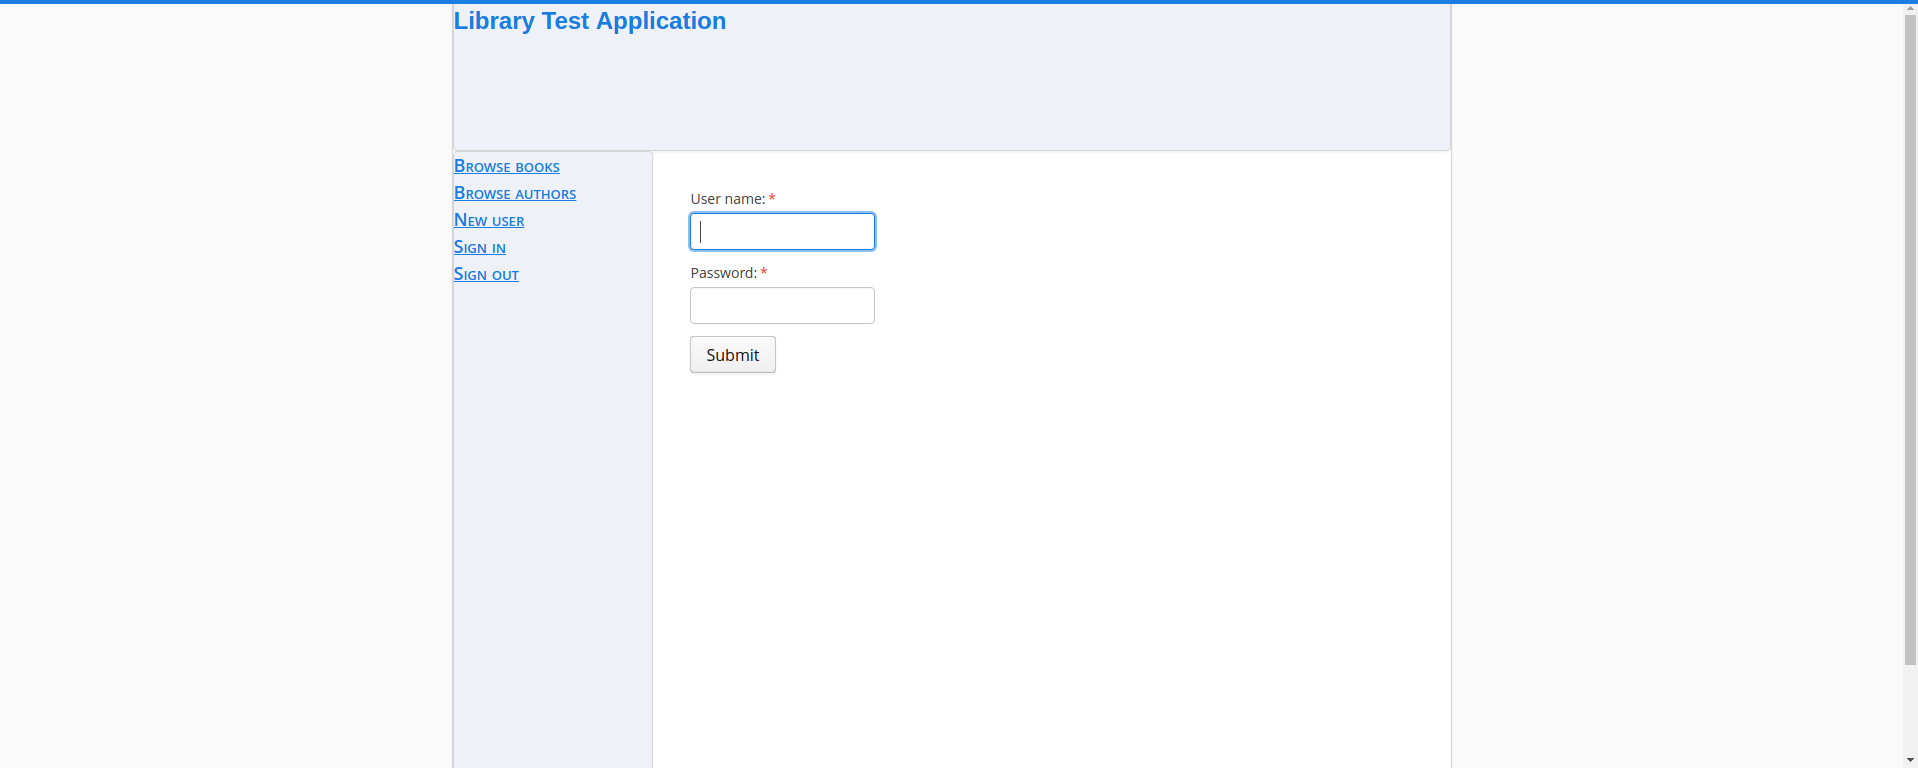 Library Test Application
Browse books
Browse authors
New user
Sign in
Sign out
User name: *
Password: *
Submit